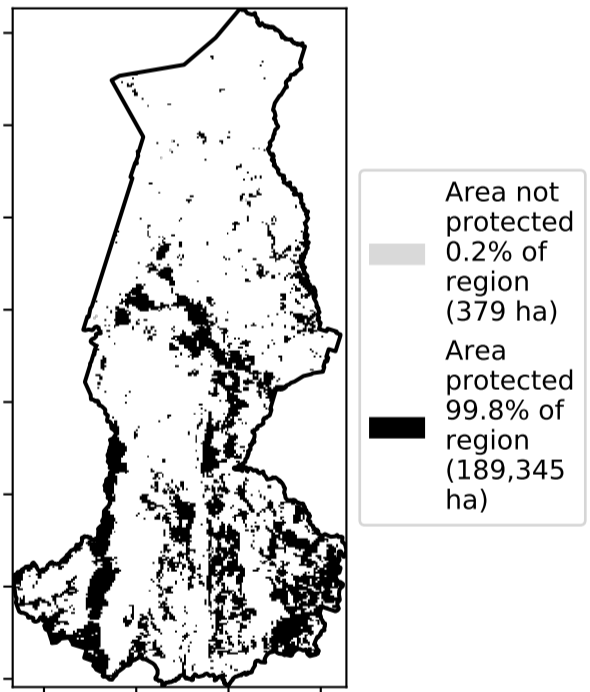 Area not
protected
0.2% of
region
(379 ha)
Area
protected
99.8% of
region
(189,345
ha)